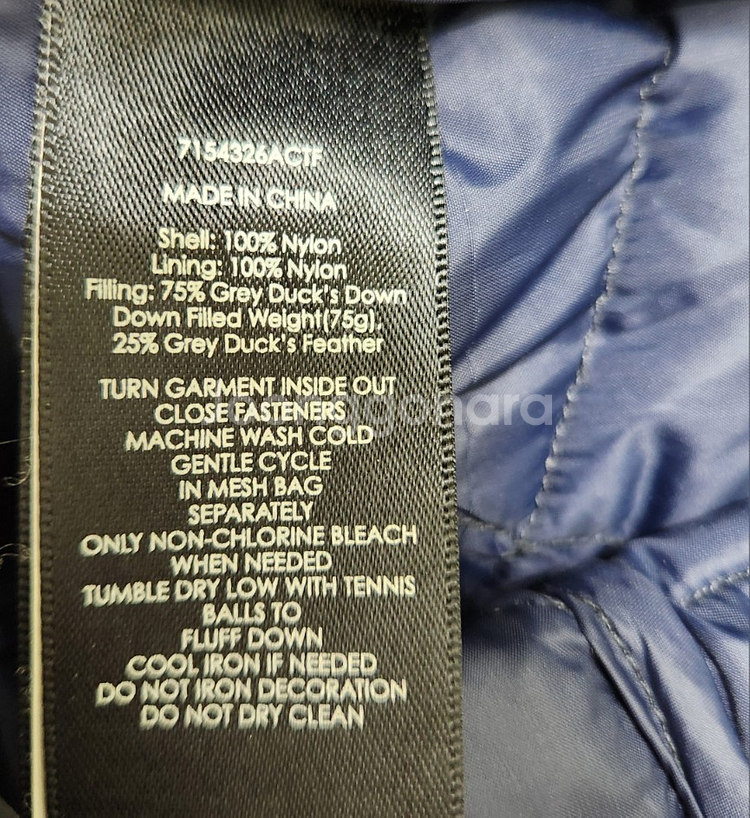 7154326ACTF
MADE IN CHINA
Shell: 100% Nylon
Lining: 100% Nylon
Filling: 75% Grey Duck's Down
Down Filled Weight(75g),
25% Grey Duck's Feather
TURN GARMENT INSIDE OUT
CLOSE FASTENERS
MACHINE WASH COLD
GENTLE CYCLE
IN MESH BAG
SEPARATELY
ONLY NON-CHLORINE BLEACH
WHEN NEEDED
TUMBLE DRY LOW WITH TENNIS
BALLS TO
FLUFF DOWN
COOL IRON IF NEEDED
DO NOT IRON DECORATION
DO NOT DRY CLEAN